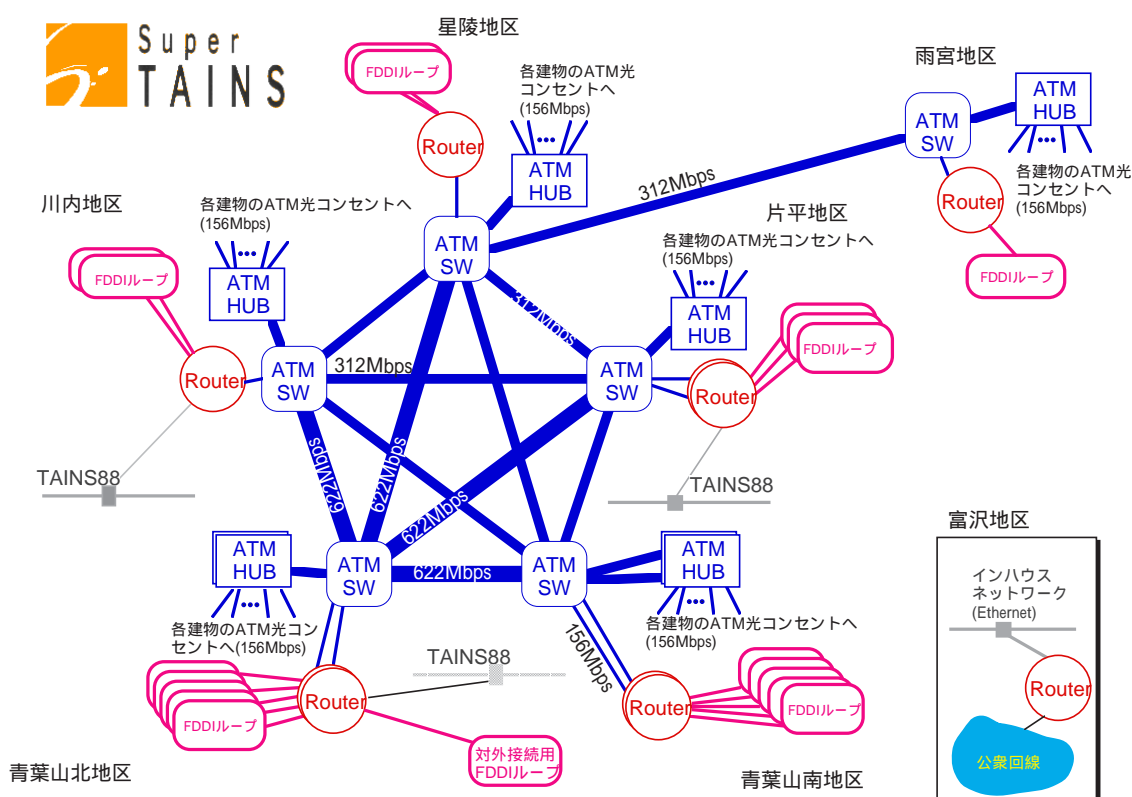 Super
TAINS
星陵地区
FDDIループ
Router
各建物のATM光
コンセントへ
(156Mbps)
•••
ATM
HUB
ATM
SW
雨宮地区
ATM
SW
ATM
HUB
•••
各建物のATM光
コンセントへ
(156Mbps)
Router
FDDIループ
312Mbps
川内地区
各建物のATM光コンセントへ
(156Mbps)
•••
ATM
HUB
FDDIループ
Router
ATM
SW
TAINS88
片平地区
各建物のATM光コンセントへ
(156Mbps)
•••
ATM
HUB
312Mbps
312Mbps
ATM
SW
Router
FDDIループ
TAINS88
622Mbps
622Mbps
622Mbps
622Mbps
ATM
HUB
•••
各建物のATM光コン
セントへ(156Mbps)
ATM
SW
Router
FDDIループ
TAINS88
対外接続用
FDDIループ
青葉山北地区
ATM
SW
ATM
HUB
•••
各建物のATM光コンセントへ
(156Mbps)
156Mbps
Router
FDDIループ
青葉山南地区
富沢地区
インハウス
ネットワーク
(Ethernet)
Router
公衆回線